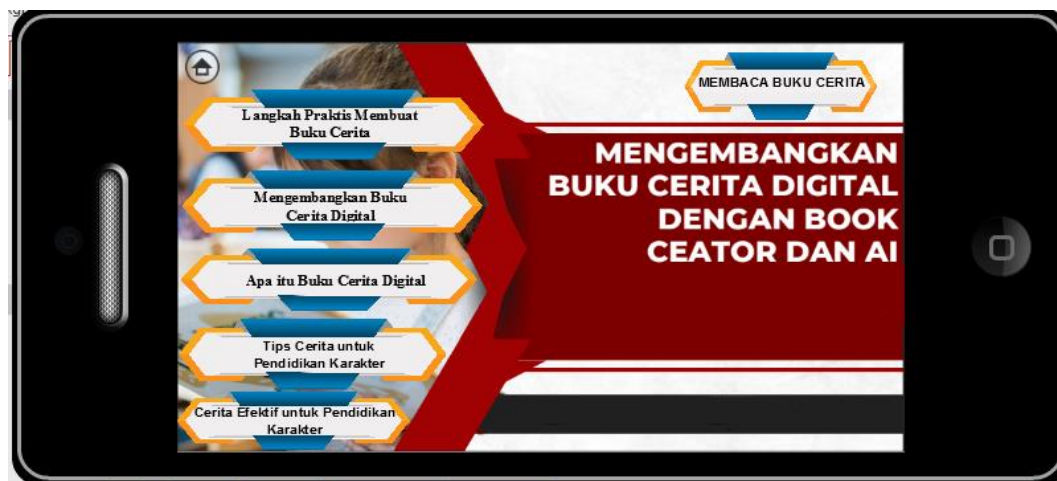 MEMBACA BUKU CERITA
Langkah Praktis Membuat
Buku Cerita
Mengembangkan Buku
Cerita Digital
Apa itu Buku Cerita Digital
Tips Cerita untuk
Pendidikan Karakter
Cerita Efektif untuk Pendidikan
Karakter
MENGEMBANGKAN
BUKU CERITA DIGITAL
DENGAN BOOK
CEATOR DAN AI